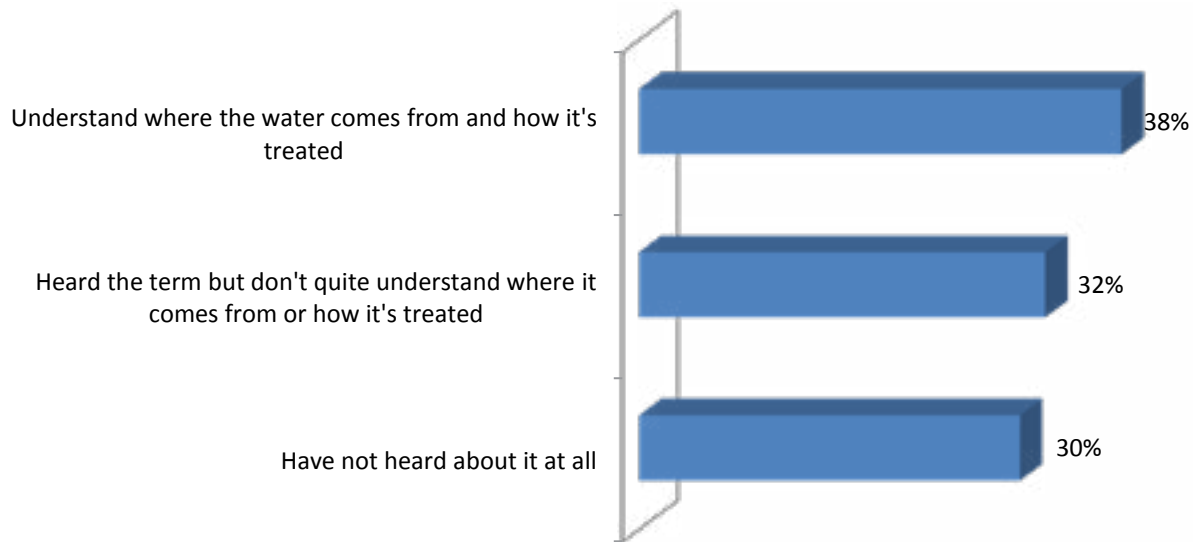 Understand where the water comes from and how it's
treated
38%
Heard the term but don't quite understand where it
comes from or how it's treated
32%
Have not heard about it at all
30%